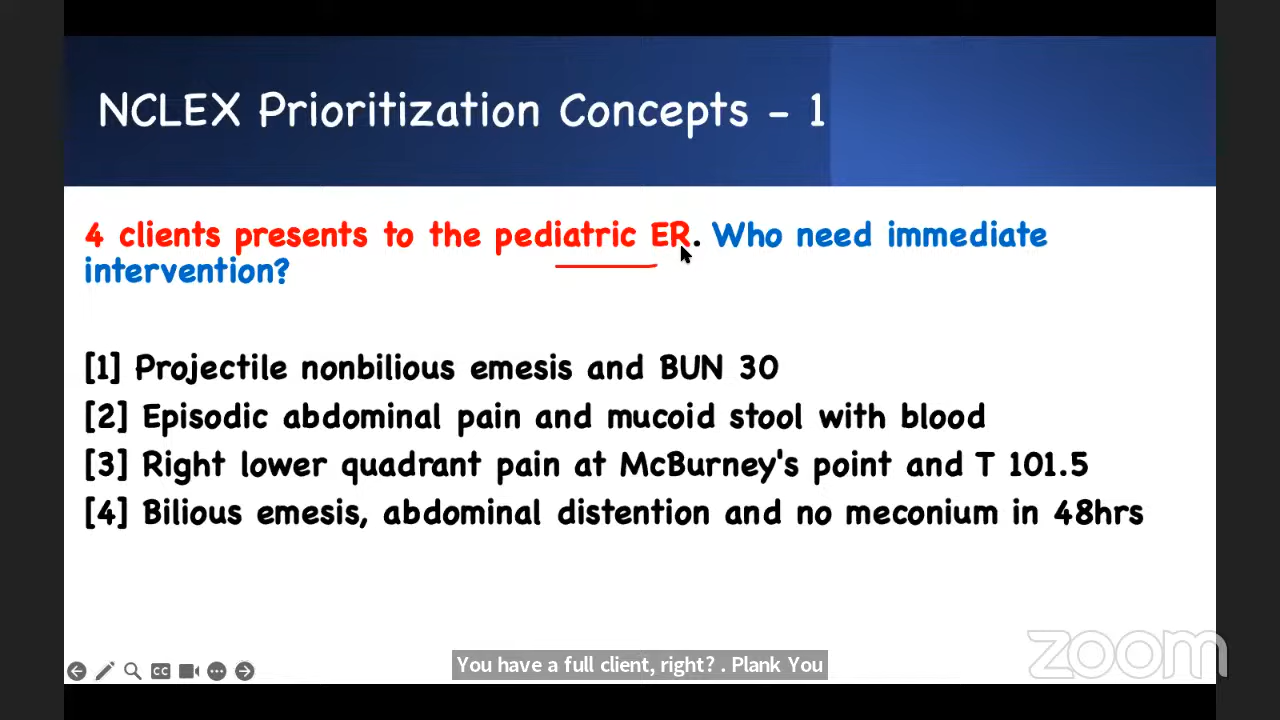 NCLEX Prioritization Concepts - 1
4 clients presents to the pediatric ER. Who need immediate
intervention?
[1] Projectile nonbilious emesis and BUN 30
[2] Episodic abdominal pain and mucoid stool with blood
[3] Right lower quadrant pain at McBurney's point and T 101.5
[4] Bilious emesis, abdominal distention and no meconium in 48hrs
CC
You have a full client, right? . Plank You
zoom